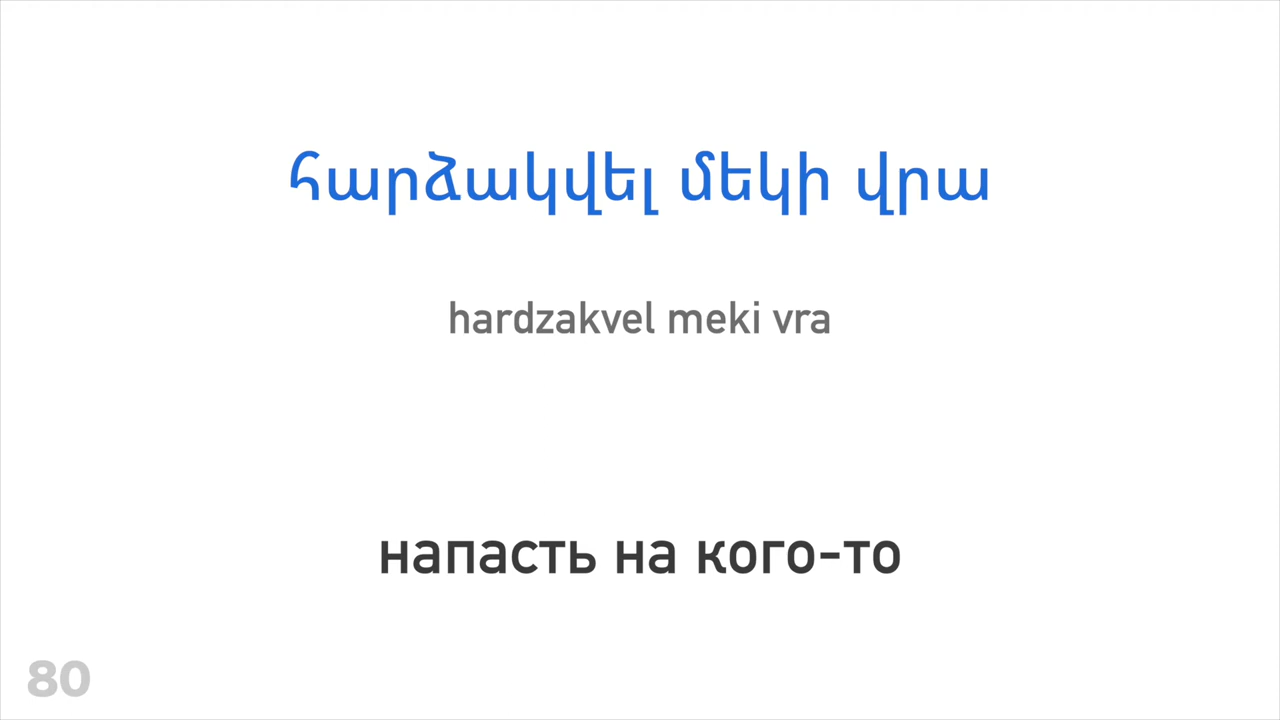 հարձակվել մեկի վրա
hardzakvel meki vra
напасть на кого-то
80